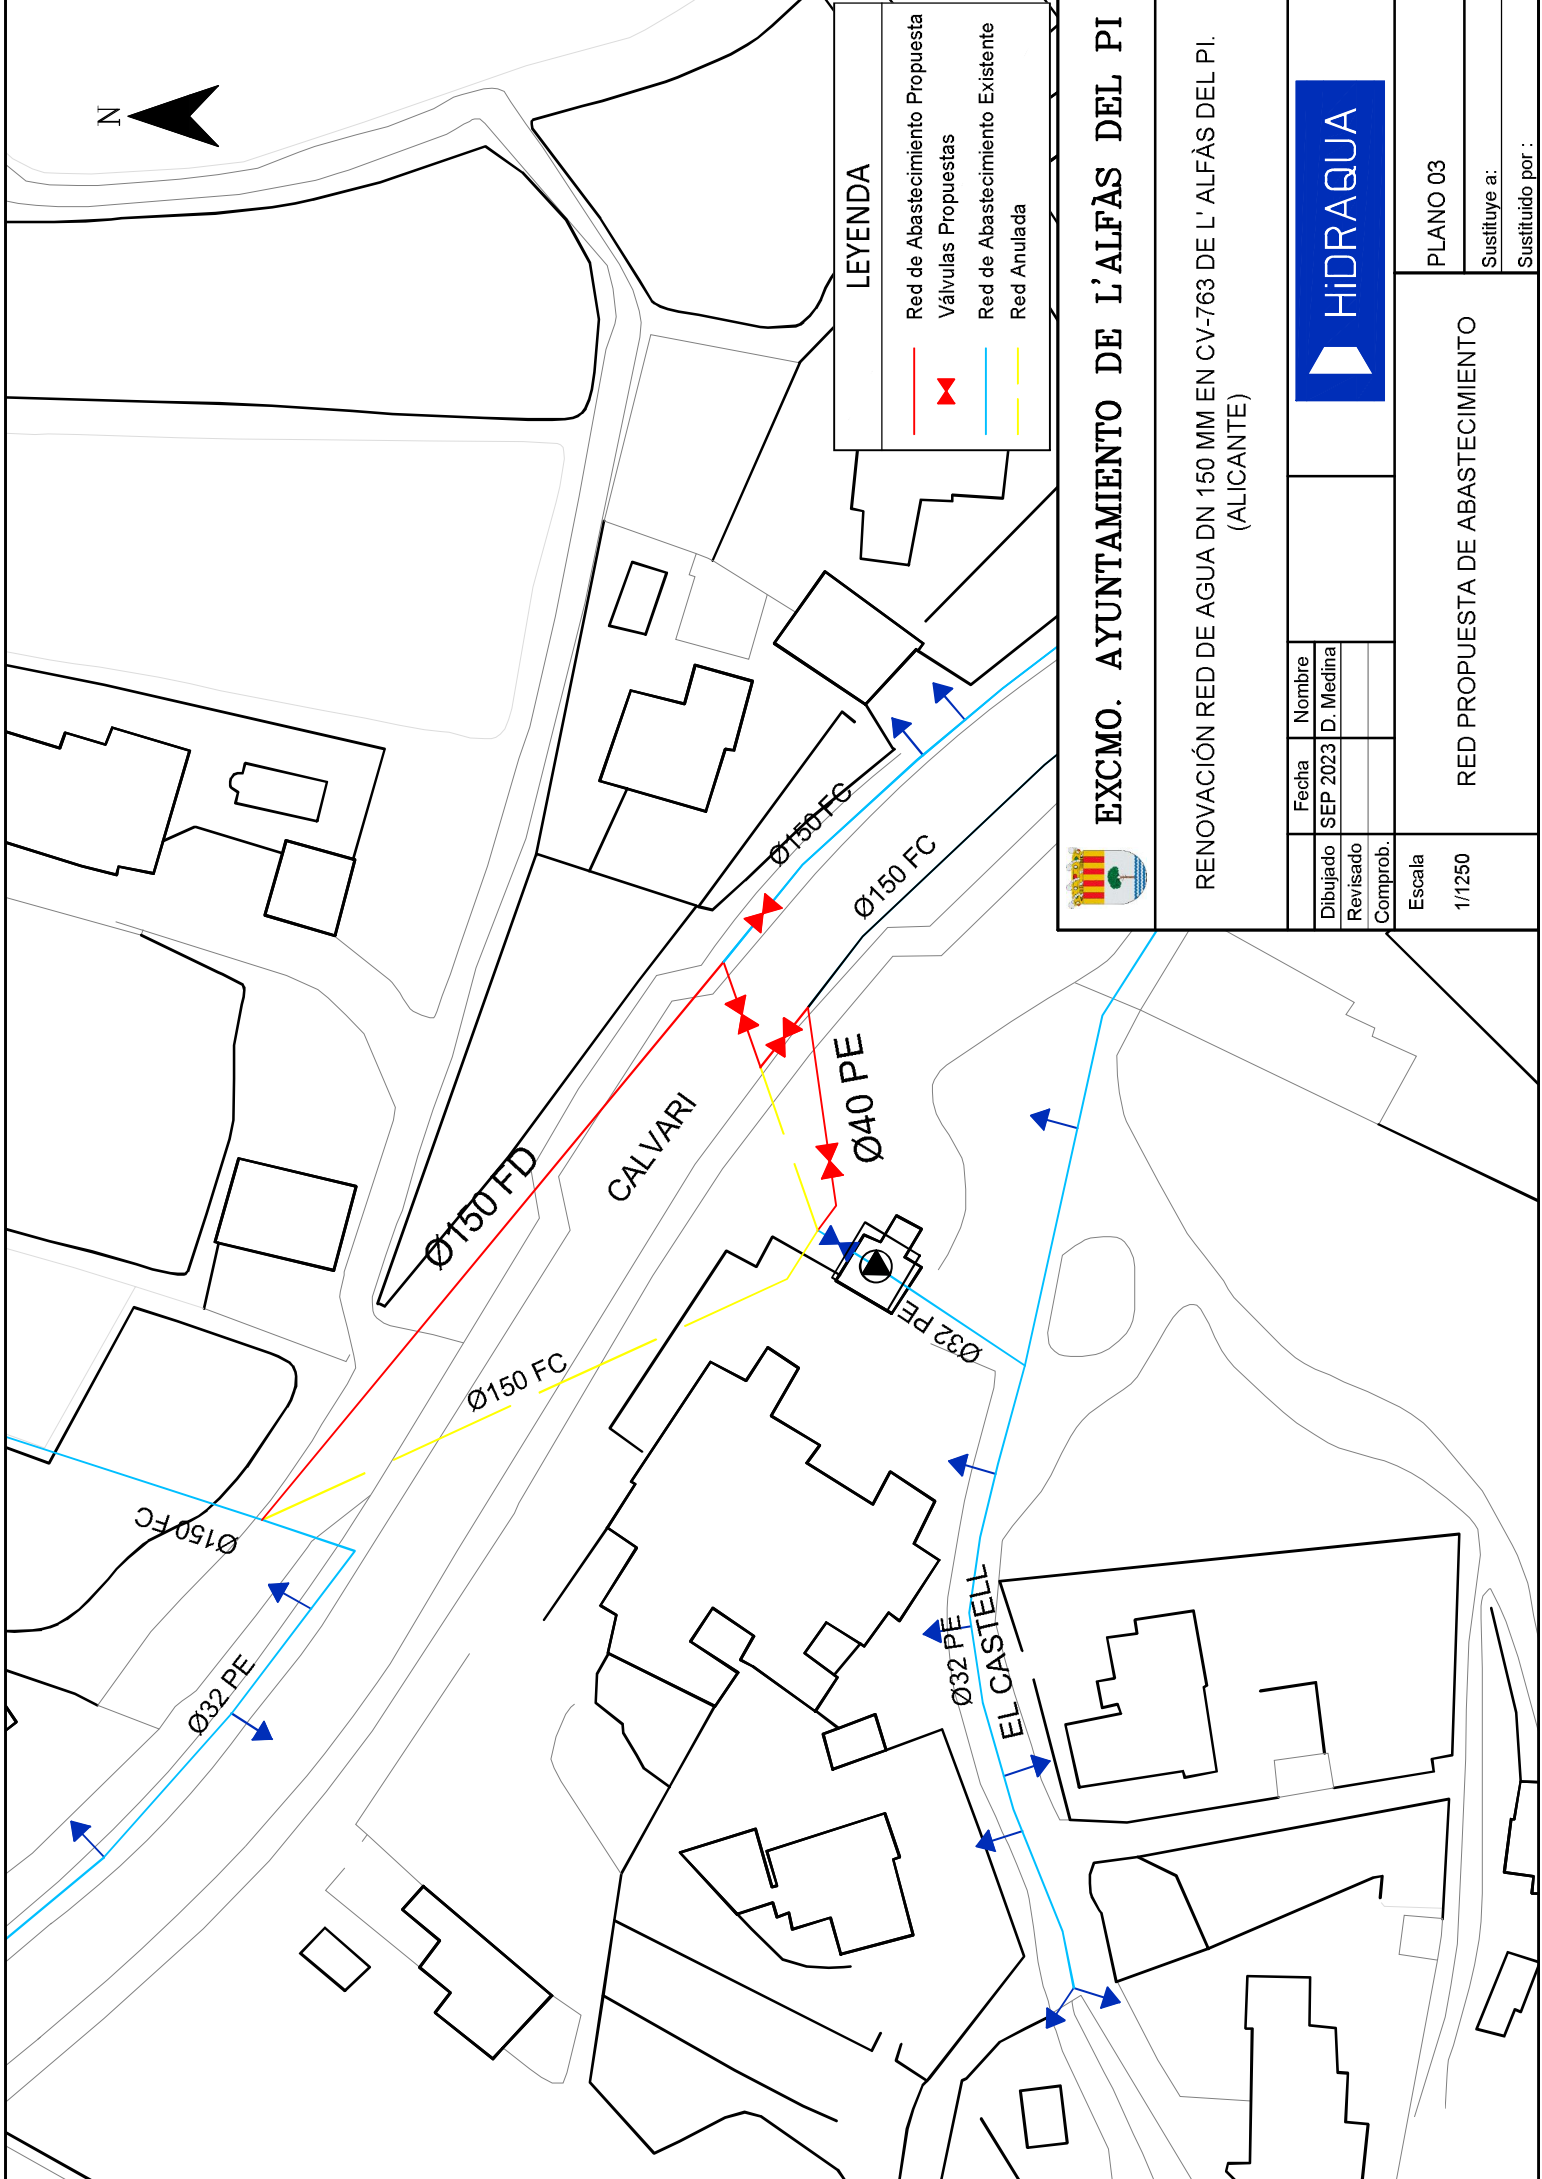 N
LEYENDA
Red de Abastecimiento Propuesta
Válvulas Propuestas
Red de Abastecimiento Existente
Red Anulada
Ø150 FC
Ø150 FC
Ø150 FD
CALVARI
Ø40 PE
Ø150 FC
Ø32 PE
Ø150 FC
Ø32 PE
Ø32 PE
EL CASTELL
EXCMO. AYUNTAMIENTO DE L'ALFÀS DEL PI
RENOVACIÓN RED DE AGUA DN 150 MM EN CV-763 DE L' ALFÀS DEL PI.
(ALICANTE)
Fecha Nombre
Dibujado SEP 2023 D. Medina
Revisado
Comprob.
HiDRAQUA
Escala
1/1250
RED PROPUESTA DE ABASTECIMIENTO
PLANO 03
Sustituye a:
Sustituido por :